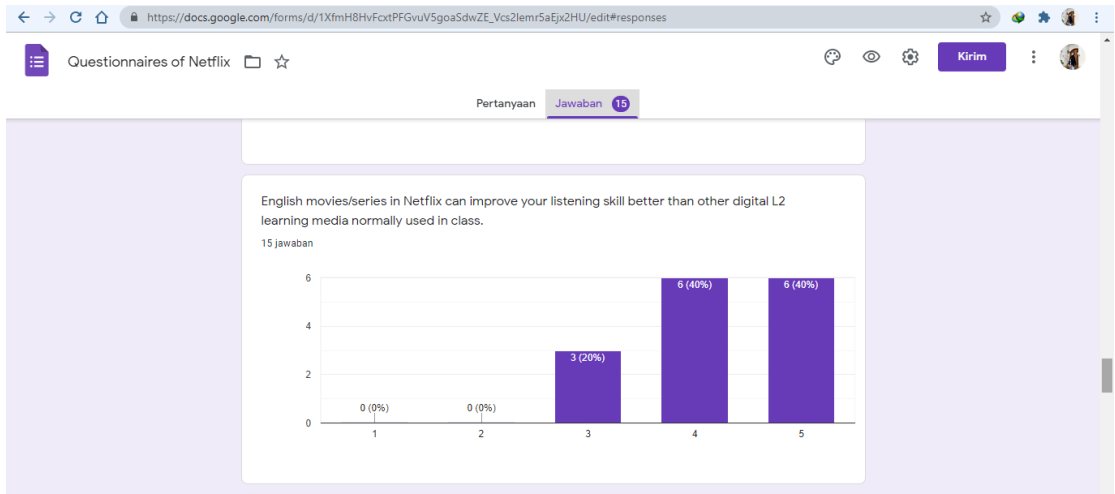 https://docs.google.com/forms/d/1XfmH8HvFcxtPFGvuV5goaSdwZE_Vcs2lemr5aEjx2HU/edit#responses
Questionnaires of Netflix
Kirim
Pertanyaan Jawaban 15
English movies/series in Netflix can improve your listening skill better than other digital L2
learning media normally used in class.
15 jawaban
6
6 (40%) 6 (40%)
4
3 (20%)
2
0 (0%) 0 (0%)
0
1 2 3 4 5